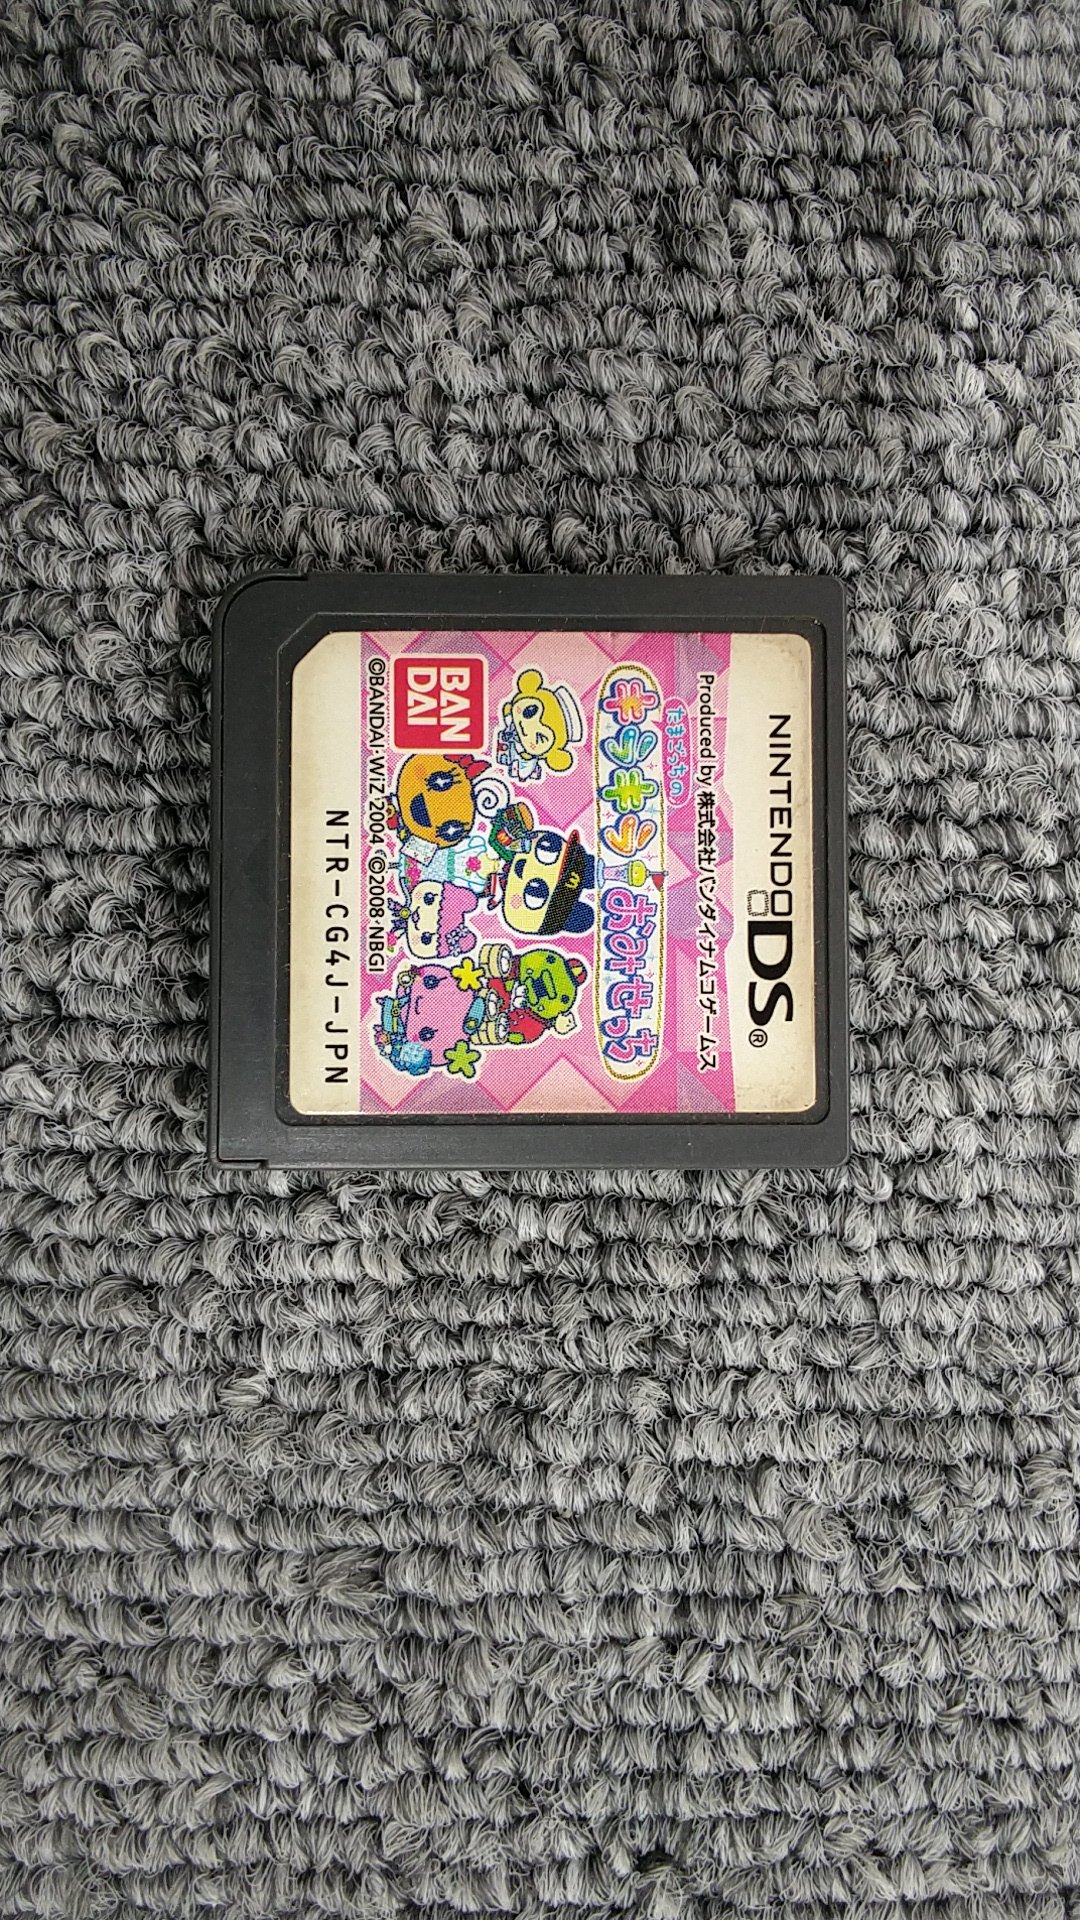 NINTENDO DS®
Produced by 株式会社バンダイナムコゲームス
たまごっちの
キラキラおみせっち
BAN
DAI
©BANDAI・WiZ 2004 ©2008 NBGI
NTR-CG4J-JPN